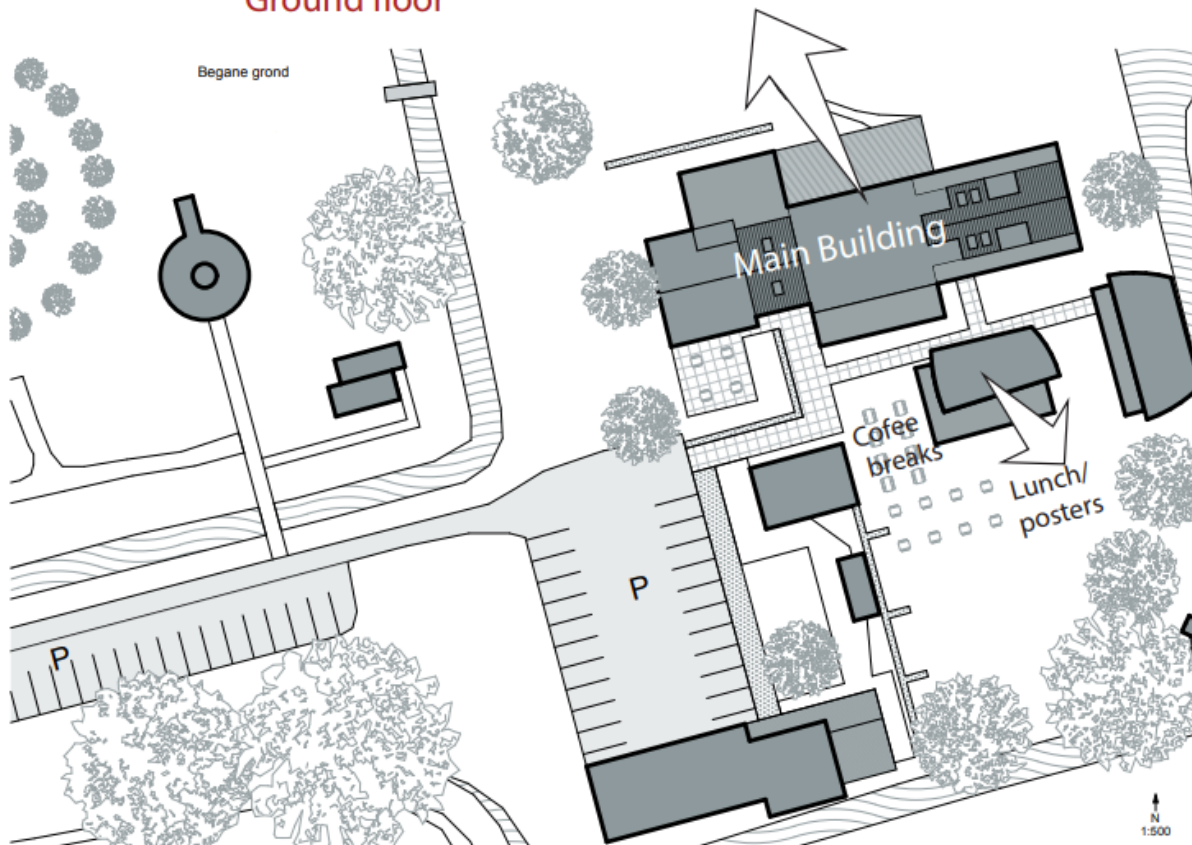 Ground floor
Begane grond
Main Building
Cofee
breaks
Lunch/
posters
P
P
N
1:500